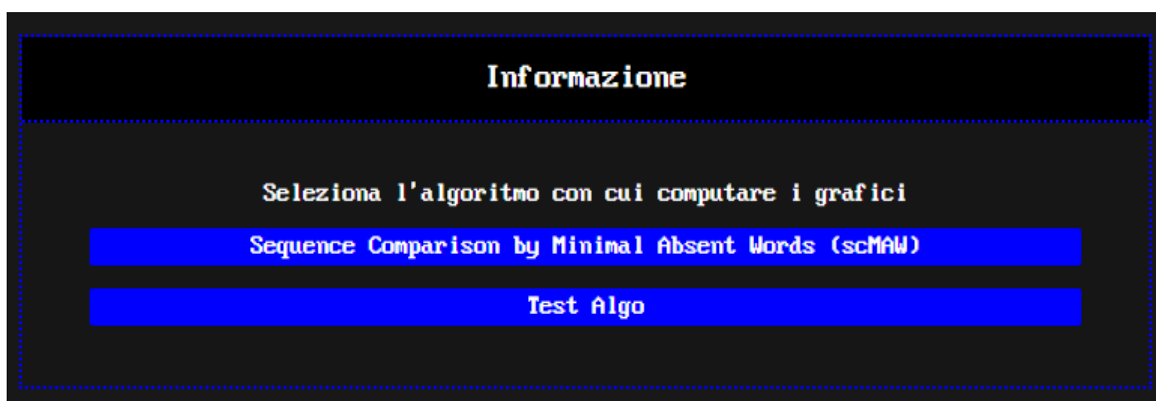 Informazione
Seleziona l'algoritmo con cui computare i grafici
Sequence Comparison by Minimal Absent Words (scMAW)
Test Algo